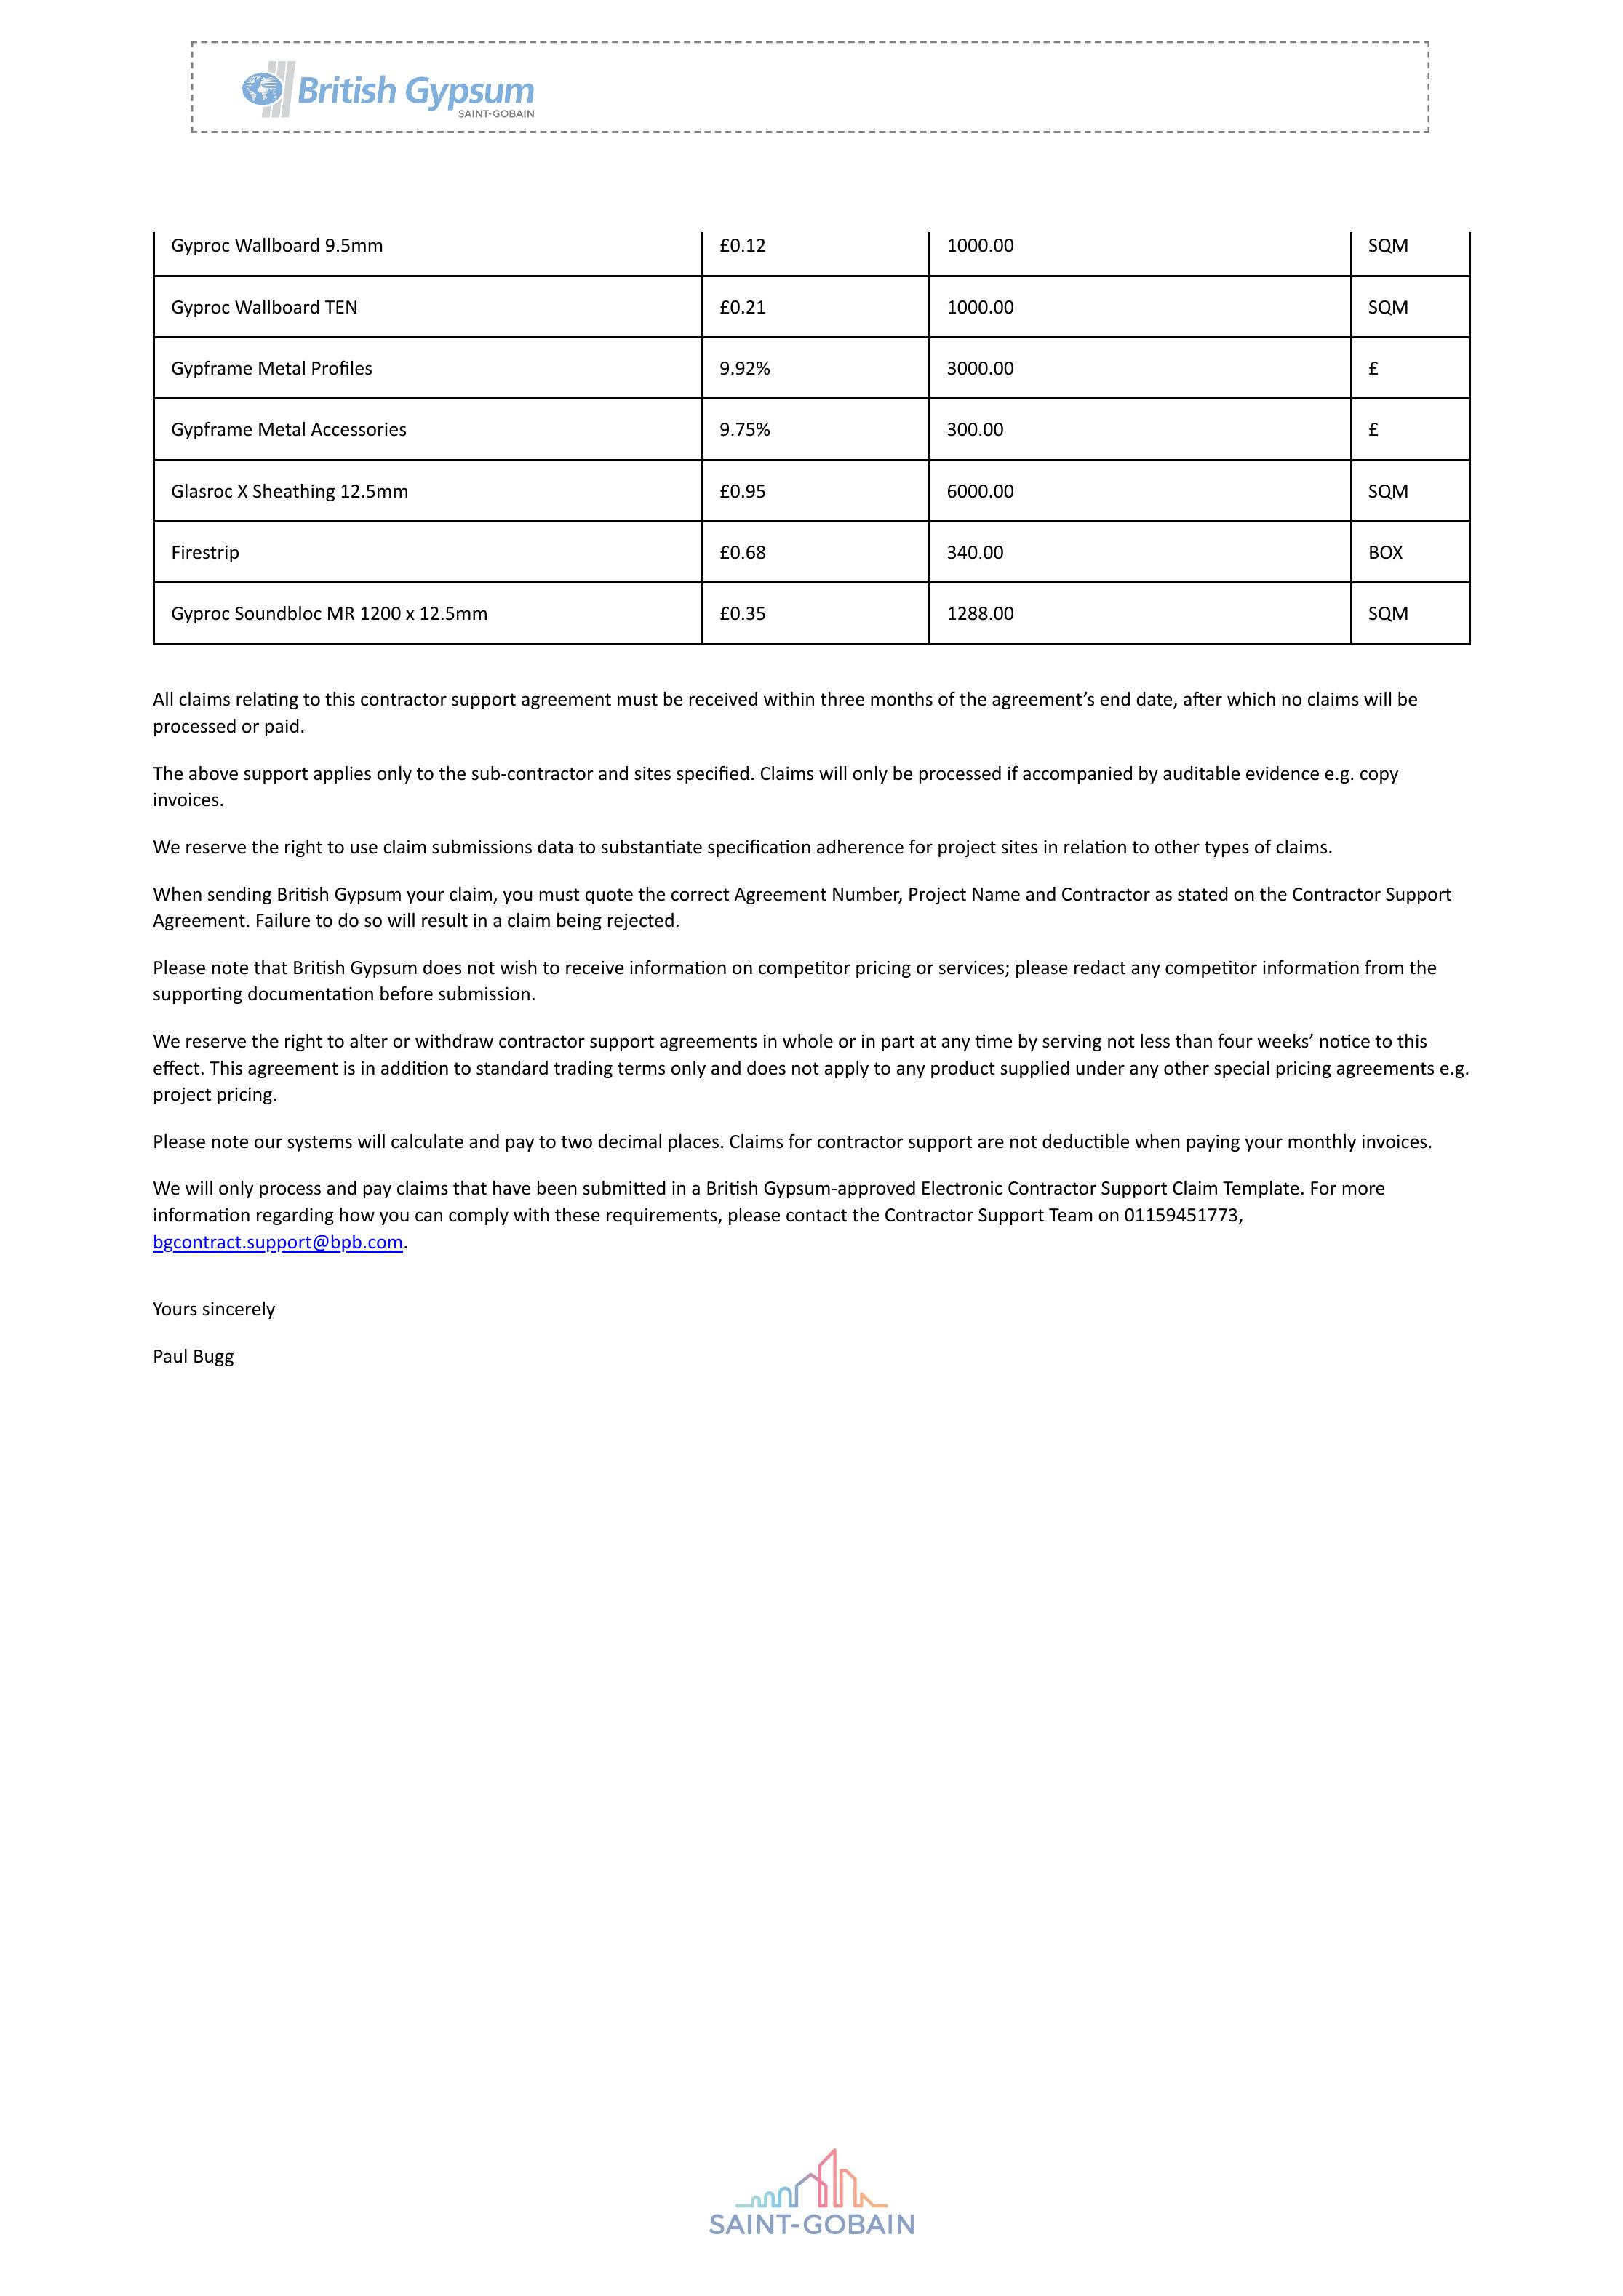 British Gypsum
SAINT-GOBAIN
Gyproc Wallboard 9.5mm £0.12 1000.00 SQM
Gyproc Wallboard TEN £0.21 1000.00 SQM
Gypframe Metal Profiles 9.92% 3000.00 £
Gypframe Metal Accessories 9.75% 300.00 £
Glasroc X Sheathing 12.5mm £0.95 6000.00 SQM
Firestrip £0.68 340.00 BOX
Gyproc Soundbloc MR 1200 x 12.5mm £0.35 1288.00 SQM
All claims relating to this contractor support agreement must be received within three months of the agreement’s end date, after which no claims will be
processed or paid.
The above support applies only to the sub-contractor and sites specified. Claims will only be processed if accompanied by auditable evidence e.g. copy
invoices.
We reserve the right to use claim submissions data to substantiate specification adherence for project sites in relation to other types of claims.
When sending British Gypsum your claim, you must quote the correct Agreement Number, Project Name and Contractor as stated on the Contractor Support
Agreement. Failure to do so will result in a claim being rejected.
Please note that British Gypsum does not wish to receive information on competitor pricing or services; please redact any competitor information from the
supporting documentation before submission.
We reserve the right to alter or withdraw contractor support agreements in whole or in part at any time by serving not less than four weeks’ notice to this
effect. This agreement is in addition to standard trading terms only and does not apply to any product supplied under any other special pricing agreements e.g.
project pricing.
Please note our systems will calculate and pay to two decimal places. Claims for contractor support are not deductible when paying your monthly invoices.
We will only process and pay claims that have been submitted in a British Gypsum-approved Electronic Contractor Support Claim Template. For more
information regarding how you can comply with these requirements, please contact the Contractor Support Team on 01159451773,
bgcontract.support@bpb.com.
Yours sincerely
Paul Bugg
SAINT-GOBAIN